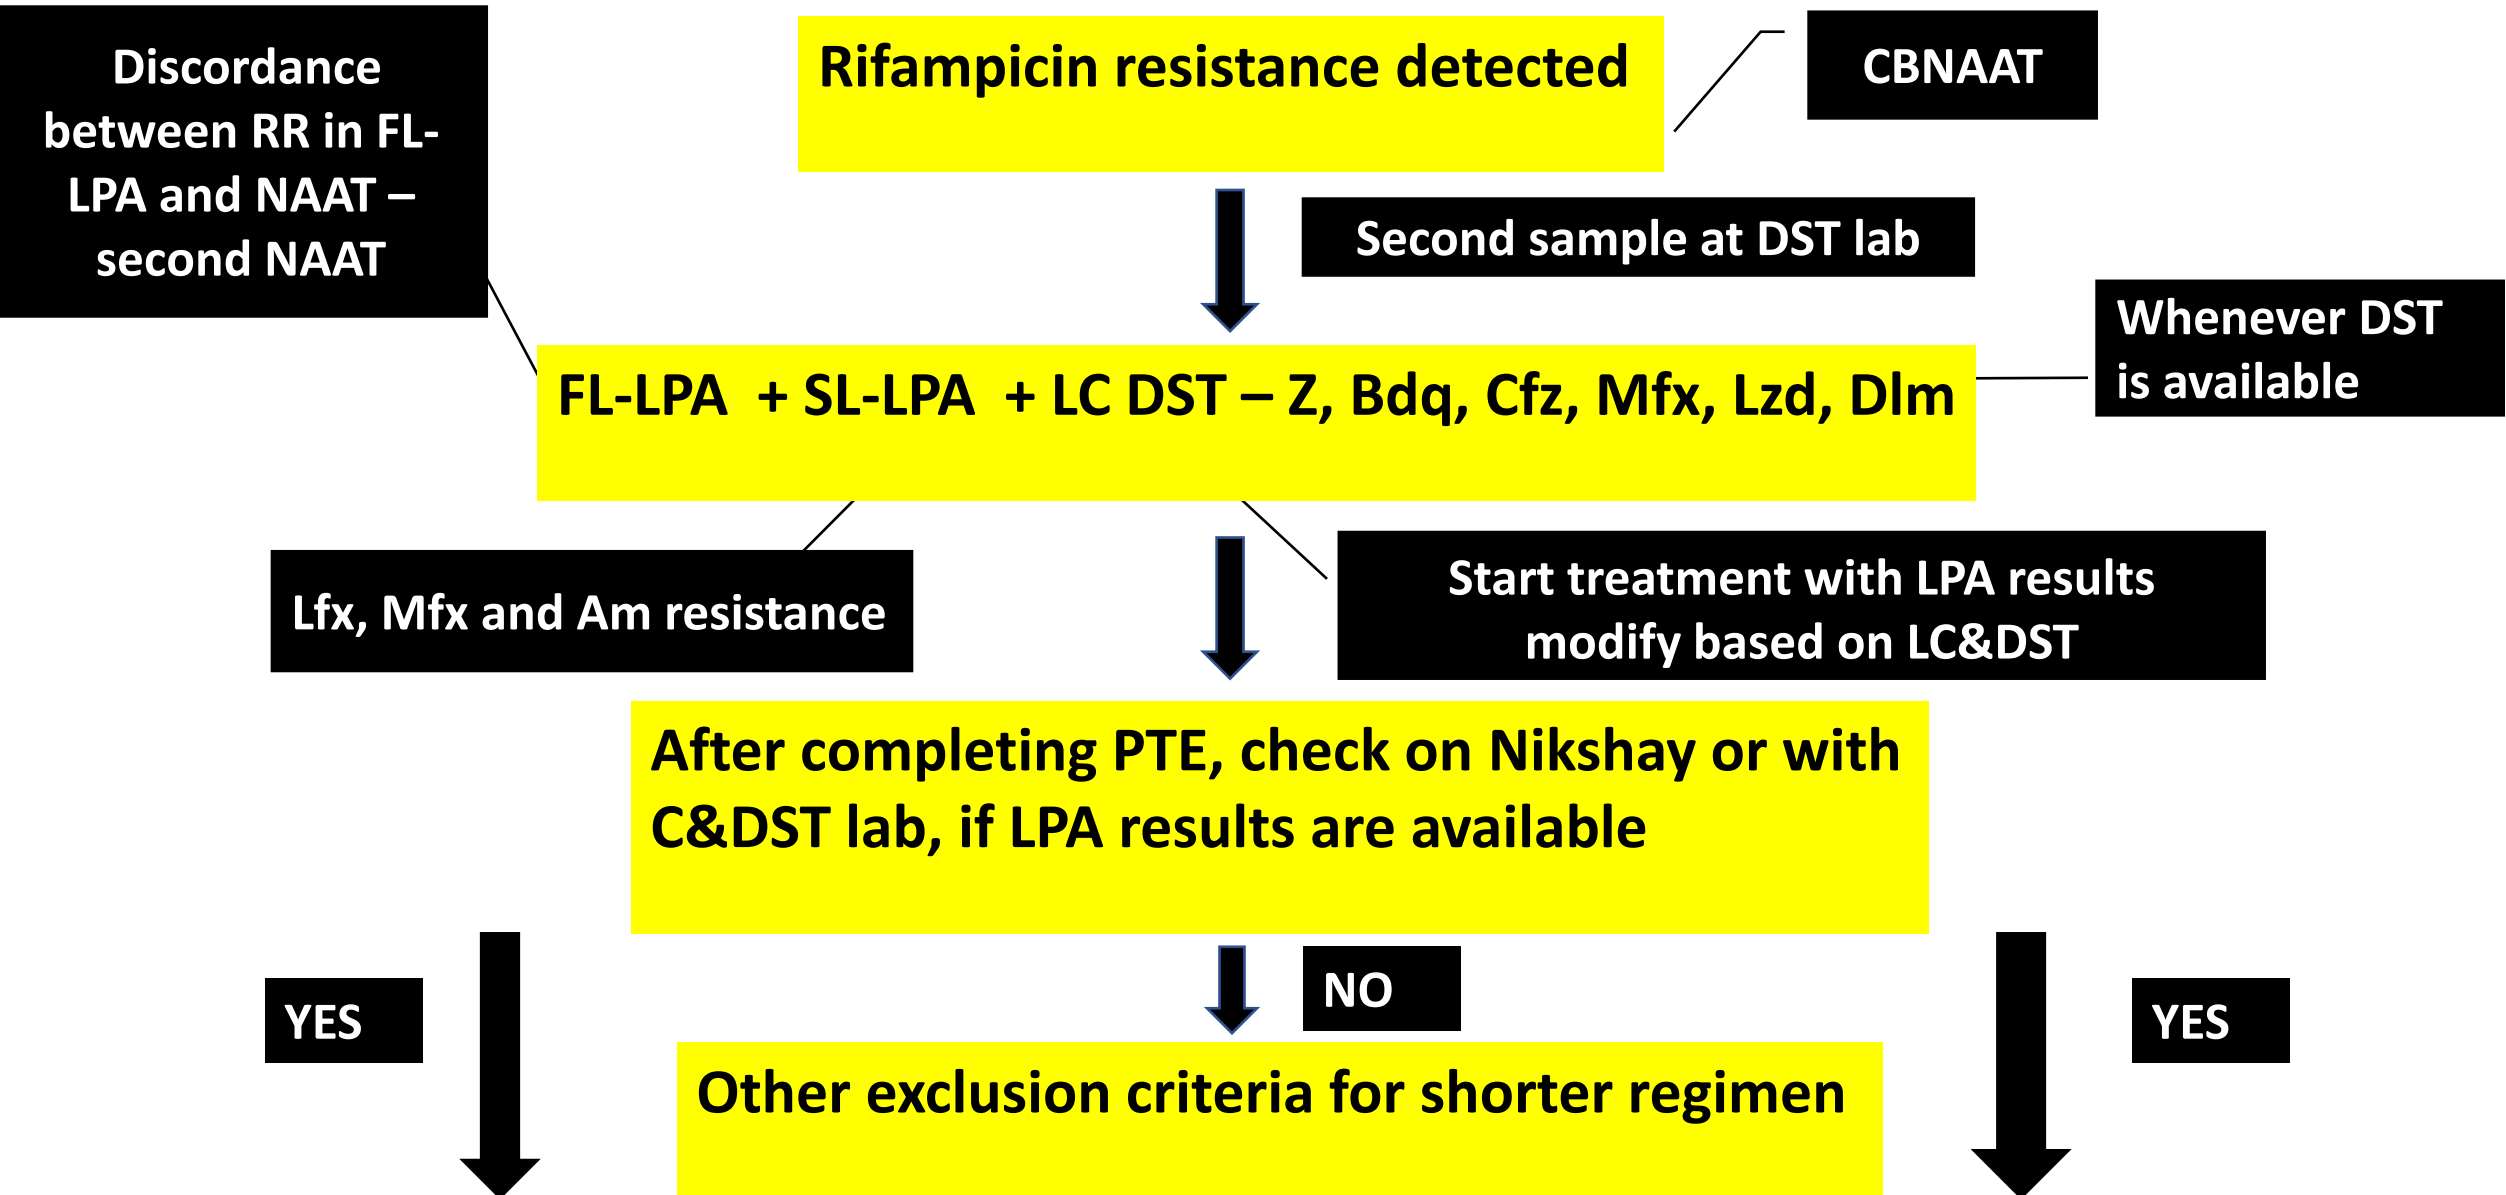 Discordance
between RR in FL-
LPA and NAAT –
second NAAT
Rifampicin resistance detected
CBNAAT
Second sample at DST lab
Whenever DST
is available
FL-LPA + SL-LPA + LC DST – Z, Bdq, Cfz, Mfx, Lzd, Dlm
Lfx, Mfx and Am resistance
Start treatment with LPA results
modify based on LC&DST
After completing PTE, check on Nikshay or with
C&DST lab, if LPA results are available
YES
NO
YES
Other exclusion criteria for shorter regimen